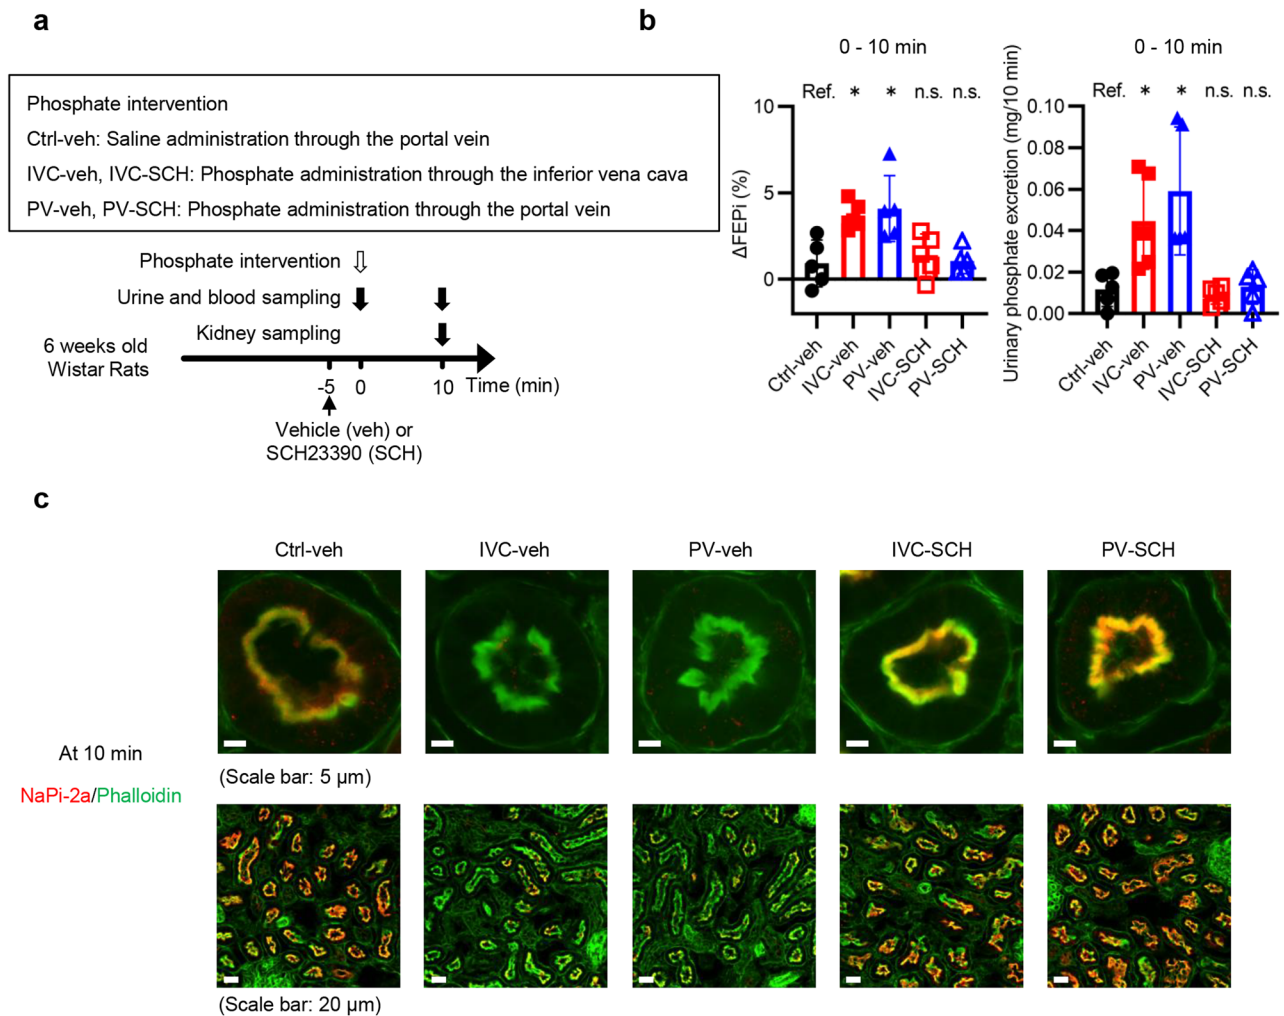 a
Phosphate intervention
Ctrl-veh: Saline administration through the portal vein
IVC-veh, IVC-SCH: Phosphate administration through the inferior vena cava
PV-veh, PV-SCH: Phosphate administration through the portal vein
Phosphate intervention
Urine and blood sampling
Kidney sampling
6 weeks old
Wistar Rats
-5 0 10 Time (min)
Vehicle (veh) or
SCH23390 (SCH)
b
0 - 10 min
Ref. * * n.s. n.s.
ΔFEPi (%)
10
5
0
Ctrl-veh
IVC-veh
PV-veh
IVC-SCH
PV-SCH
0 - 10 min
Ref. * * n.s. n.s.
Urinary phosphate excretion (mg/10 min)
0.10
0.08
0.06
0.04
0.02
0.00
Ctrl-veh
IVC-veh
PV-veh
IVC-SCH
PV-SCH
c
Ctrl-veh IVC-veh PV-veh IVC-SCH PV-SCH
At 10 min
NaPi-2a/Phalloidin
(Scale bar: 5 μm)
(Scale bar: 20 μm)